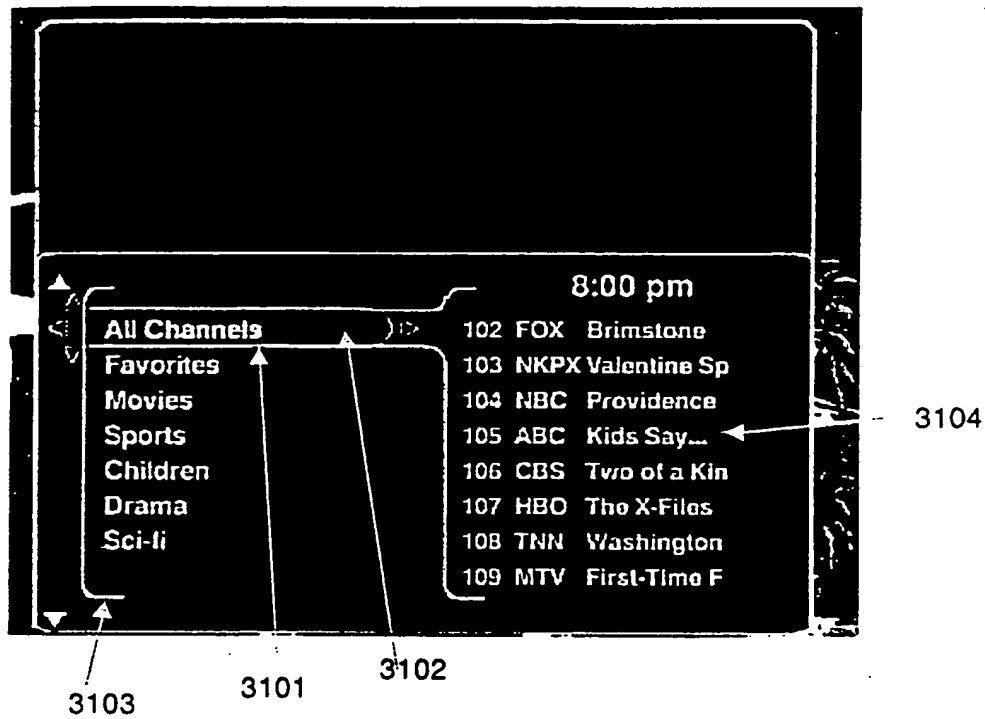 8:00 pm
All Channels
Favorites
Movies
Sports
Children
Drama
Sci-fi
102 FOX Brimstone
103 NKPX Valentine Sp
104 NBC Providence
105 ABC Kids Say...
106 CBS Two of a Kin
107 HBO The X-Files
108 TNN Washington
109 MTV First-Time F
3104
3103
3101
3102